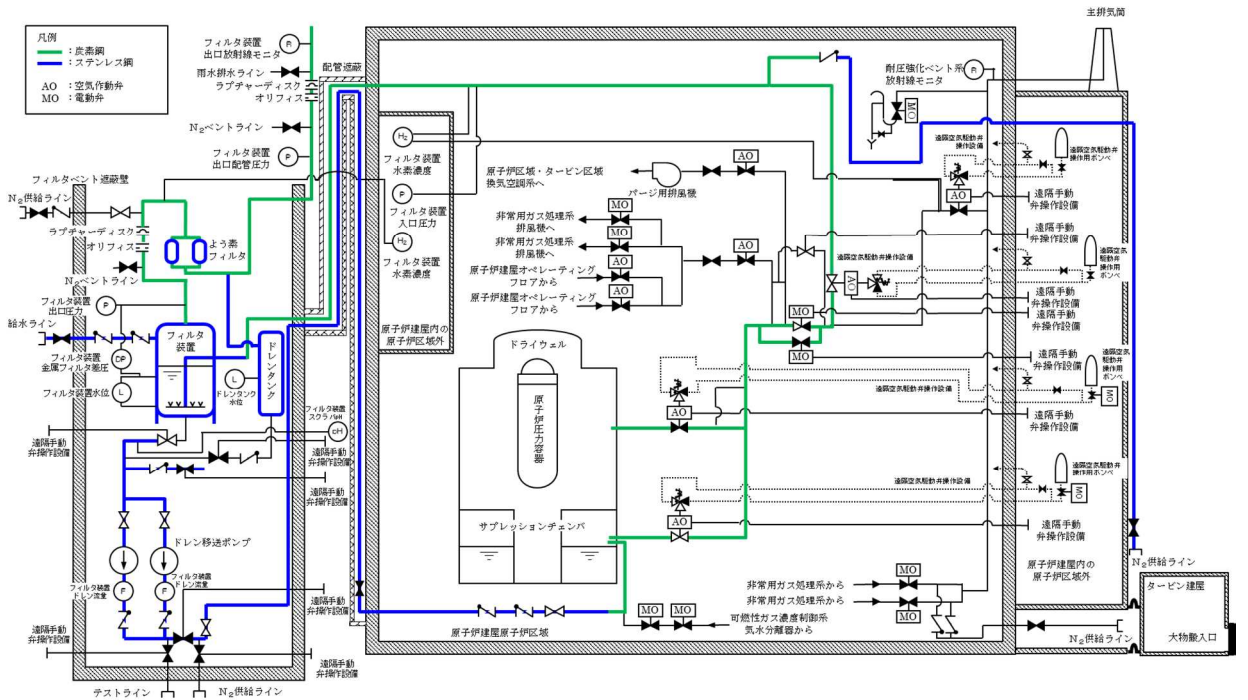 凡例
：炭素鋼
：ステンレス鋼
AO ：空気作動弁
MO ：電動弁
フィルタ装置
出口放射線モニタ
R
雨水排水ライン
ラプチャーディスク
オリフィス
N₂ベントライン
フィルタ装置
出口配管圧力
P
配管遮蔽
主排気筒
耐圧強化ベント系
放射線モニタ
R
MO
フィルタベント遮蔽壁
N₂供給ライン
ラプチャーディスク
オリフィス
よう素
フィルタ
N₂ベントライン
フィルタ装置
出口圧力
P
給水ライン
フィルタ装置
金属フィルタ差圧
DP
フィルタ装置水位
L
フィルタ
装置
ドレンタンク
L
ドレンタンク
水位
フィルタ装置
スクラバ水pH
pH
遠隔手動
弁操作設備
遠隔手動
弁操作設備
遠隔手動
弁操作設備
ドレン移送ポンプ
フィルタ装置
ドレン流量
F
フィルタ装置
ドレン流量
F
遠隔手動
弁操作設備
遠隔手動
弁操作設備
遠隔手動
弁操作設備
テストライン
N₂供給ライン
H₂
フィルタ装置
水素濃度
P
フィルタ装置
入口圧力
H₂
フィルタ装置
水素濃度
原子炉建屋内の
原子炉区域外
原子炉区域・タービン区域
換気空調系へ
パージ用排風機
AO
非常用ガス処理系
排風機へ
MO
非常用ガス処理系
排風機へ
MO
原子炉建屋オペレーティング
フロアから
AO
原子炉建屋オペレーティング
フロアから
AO
AO
MO
MO
AO
遠隔空気駆動弁操作設備
遠隔空気駆動弁
操作設備
遠隔空気駆動弁
操作用ボンベ
AO
遠隔手動
弁操作設備
遠隔手動
弁操作設備
遠隔空気駆動弁
操作用ボンベ
遠隔手動
弁操作設備
遠隔手動
弁操作設備
遠隔手動
弁操作設備
遠隔空気駆動弁
操作用ボンベ
MO
遠隔空気駆動弁操作設備
AO
遠隔手動
弁操作設備
ドライウェル
原子炉圧力容器
サプレッションチェンバ
遠隔空気駆動弁
操作用ボンベ
MO
遠隔空気駆動弁操作設備
AO
遠隔手動
弁操作設備
原子炉建屋内の
原子炉区域外
N₂供給ライン
タービン建屋
大物搬入口
非常用ガス処理系から
MO
非常用ガス処理系から
MO
可燃性ガス濃度制御系
気水分離器から
MO
MO
N₂供給ライン
原子炉建屋原子炉区域